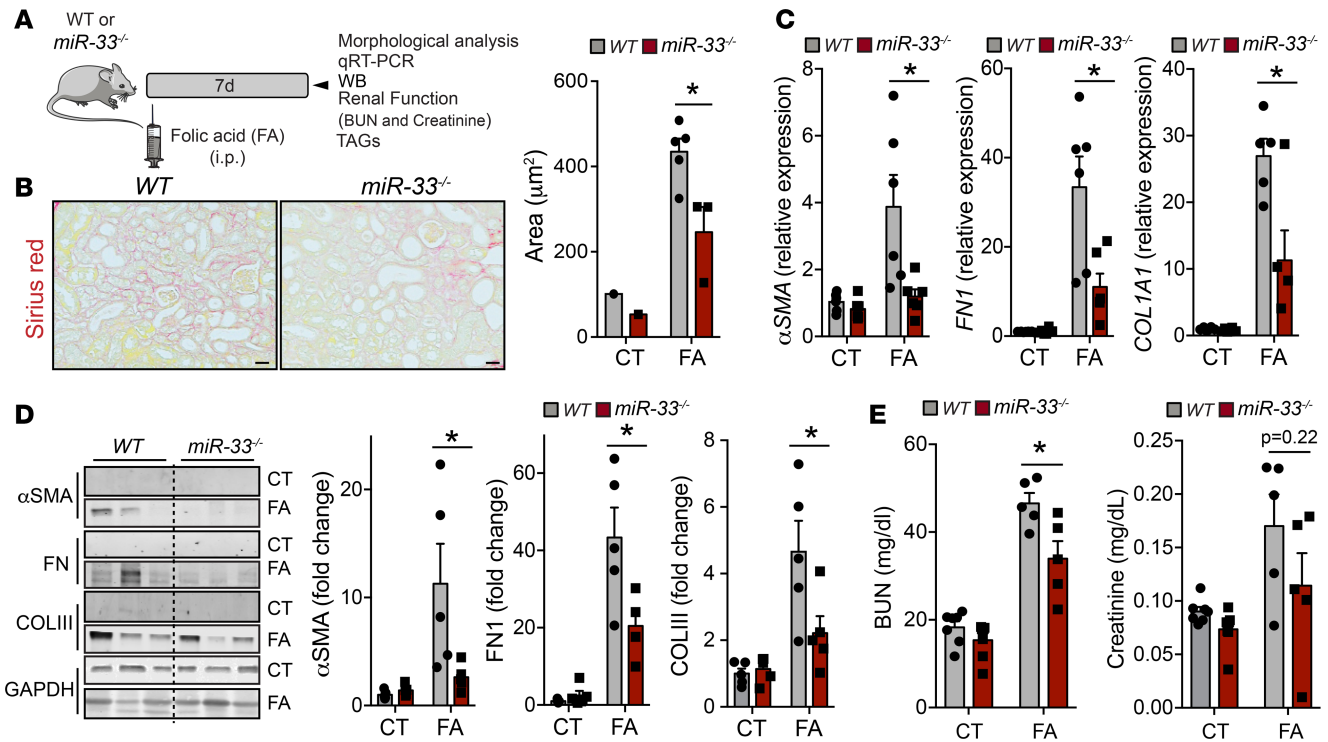 A
WT or
miR-33-/-
7d
Folic acid (FA)
(i.p.)
Morphological analysis
qRT-PCR
WB
Renal Function
(BUN and Creatinine)
TAGs
B
WT
miR-33-/-
Sirius red
WT miR-33-/-
Area (μm2)
600
400
200
0
*
CT FA
C
WT miR-33-/-
αSMA (relative expression)
8
6
4
2
0
*
CT FA
WT miR-33-/-
FN1 (relative expression)
60
40
20
0
*
CT FA
WT miR-33-/-
COL1A1 (relative expression)
40
30
20
10
0
*
CT FA
D
WT miR-33-/-
αSMA
CT
FA
FN
CT
FA
COLIII
CT
FA
GAPDH
CT
FA
WT miR-33-/-
αSMA (fold change)
20
10
0
*
CT FA
FN1 (fold change)
60
40
20
0
*
CT FA
COLIII (fold change)
8
6
4
2
0
*
CT FA
E
WT miR-33-/-
BUN (mg/dl)
60
40
20
0
*
CT FA
WT miR-33-/-
Creatinine (mg/dL)
0.25
0.20
0.15
0.10
0.05
0.00
p=0.22
CT FA